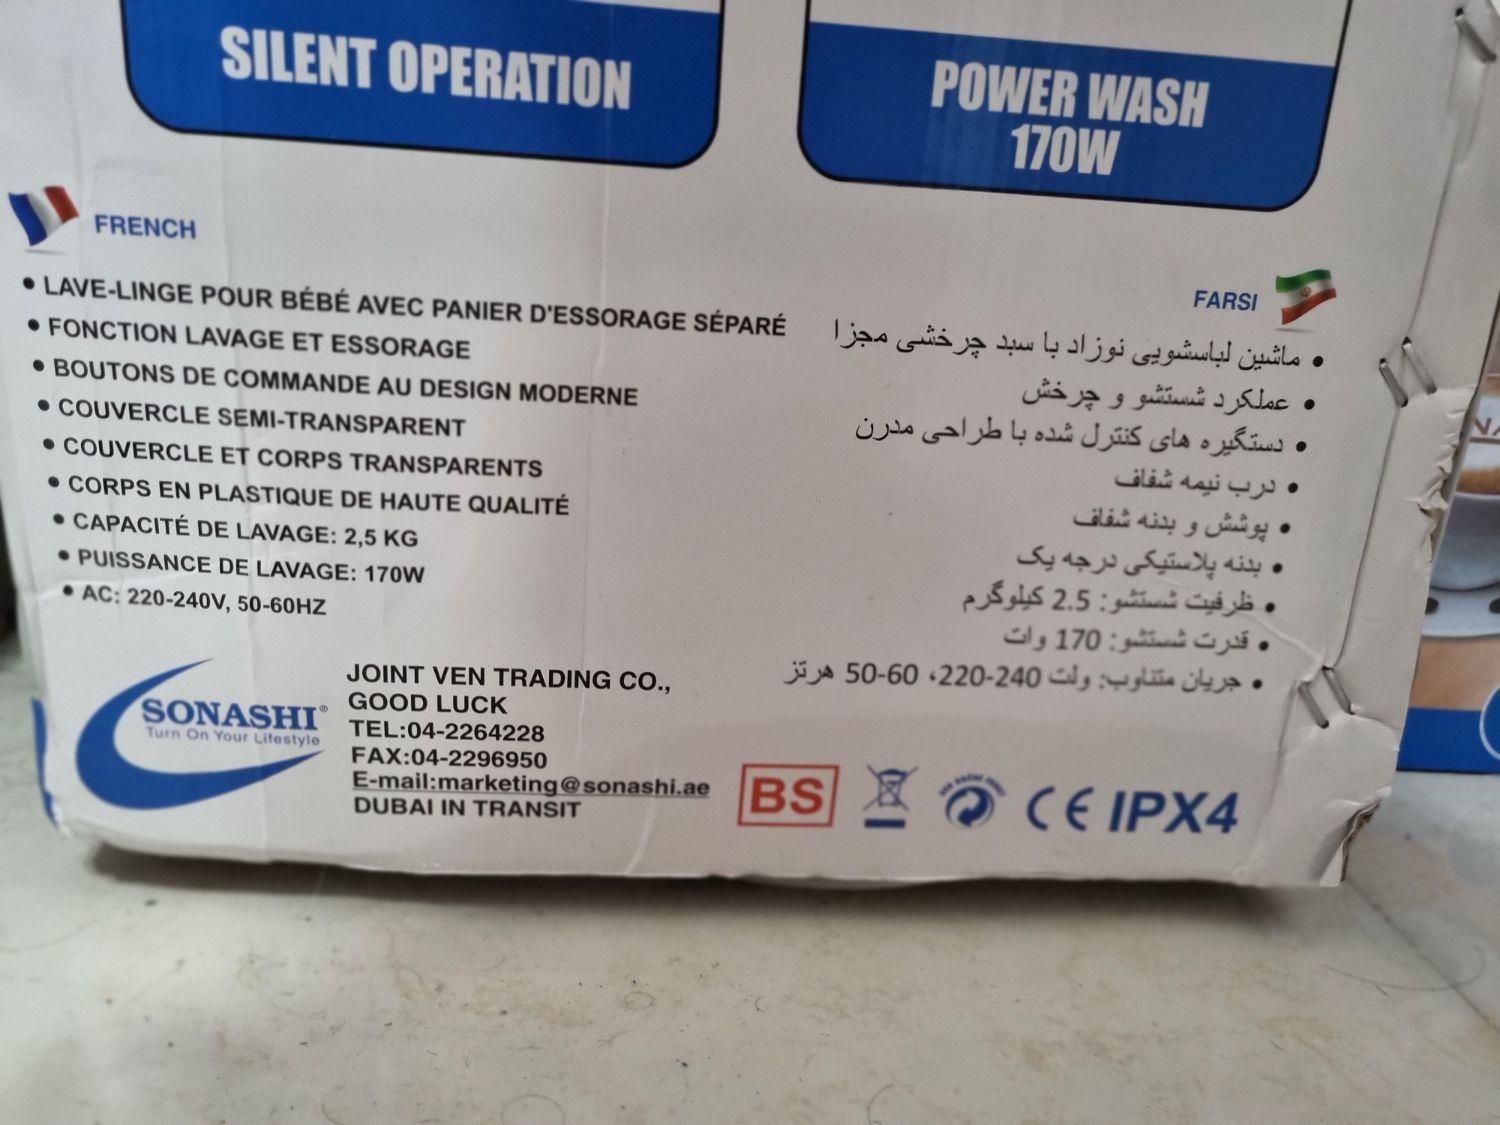 SILENT OPERATION
POWER WASH
170W
FRENCH
• LAVE-LINGE POUR BÉBÉ AVEC PANIER D'ESSORAGE SÉPARÉ
• FONCTION LAVAGE ET ESSORAGE
• BOUTONS DE COMMANDE AU DESIGN MODERNE
• COUVERCLE SEMI-TRANSPARENT
• COUVERCLE ET CORPS TRANSPARENTS
• CORPS EN PLASTIQUE DE HAUTE QUALITÉ
• CAPACITÉ DE LAVAGE: 2,5 KG
• PUISSANCE DE LAVAGE: 170W
• AC: 220-240V, 50-60HZ
FARSI
• ماشین لباسشویی نوزاد با سبد چرخشی مجزا
• عملکرد شستشو و چرخش
• دستگیره های کنترل شده با طراحی مدرن
• درب نیمه شفاف
• پوشش و بدنه شفاف
• بدنه پلاستیکی درجه یک
• ظرفیت شستشو: 2.5 کیلوگرم
• قدرت شستشو: 170 وات
• جریان متناوب: ولت 240-220، 60-50 هرتز
SONASHI®
Turn On Your Lifestyle
JOINT VEN TRADING CO.,
GOOD LUCK
TEL:04-2264228
FAX:04-2296950
E-mail:marketing@sonashi.ae
DUBAI IN TRANSIT
BS
CE IPX4